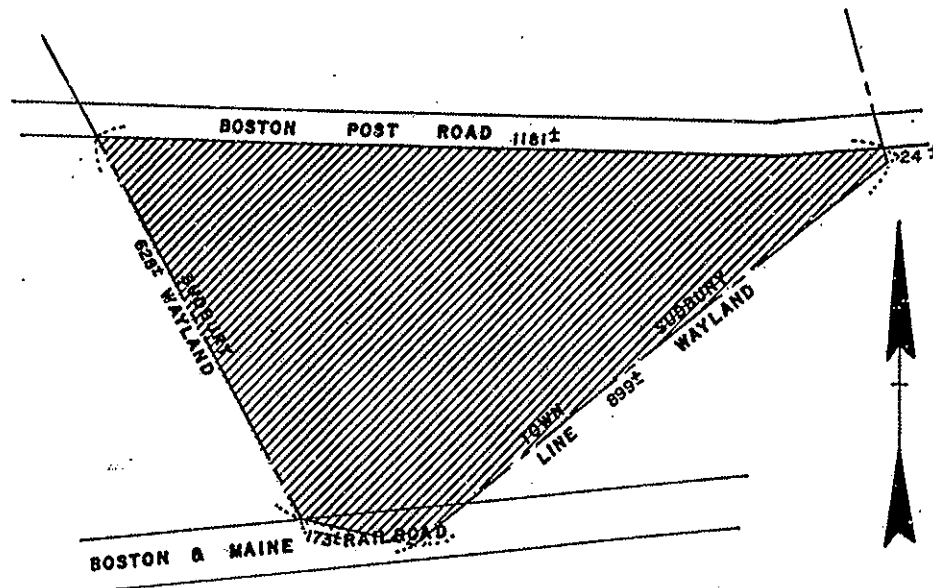 BOSTON POST ROAD 1181±
24±
628±
SUDBURY
WAYLAND
SUDBURY
WAYLAND
899±
TOWN
LINE
BOSTON & MAINE RAILROAD
173±